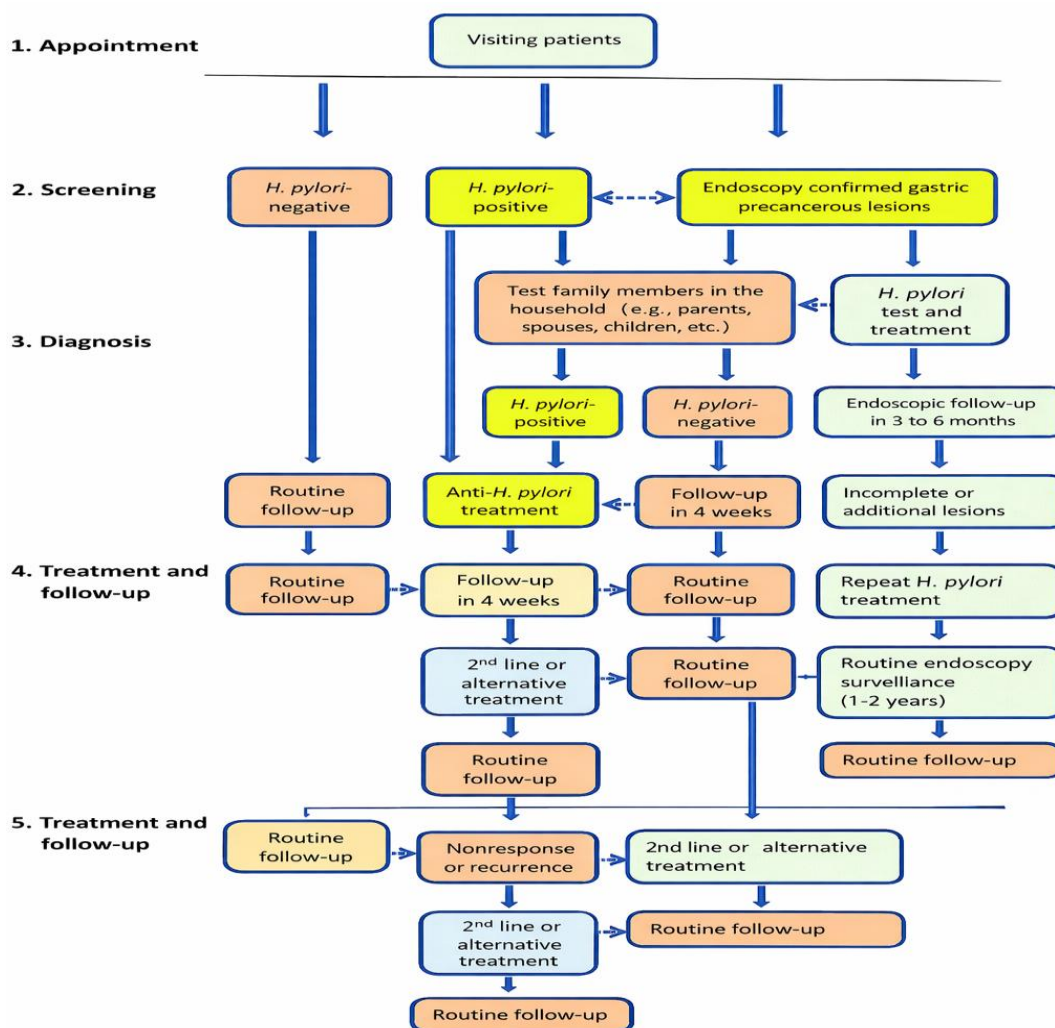 1. Appointment
Visiting patients
2. Screening
H. pylori-
negative
H. pylori-
positive
Endoscopy confirmed gastric
precancerous lesions
3. Diagnosis
Test family members in the
household (e.g., parents,
spouses, children, etc.)
H. pylori
test and
treatment
H. pylori-
positive
H. pylori-
negative
Endoscopic follow-up
in 3 to 6 months
Routine
follow-up
Anti-H. pylori
treatment
Follow-up
in 4 weeks
Incomplete or
additional lesions
4. Treatment and
follow-up
Routine
follow-up
Follow-up
in 4 weeks
Routine
follow-up
Repeat H. pylori
treatment
2nd line or
alternative
treatment
Routine
follow-up
Routine endoscopy
survelliance
(1-2 years)
Routine
follow-up
Routine follow-up
5. Treatment and
follow-up
Routine
follow-up
Nonresponse
or recurrence
2nd line or alternative
treatment
2nd line or
alternative
treatment
Routine follow-up
Routine follow-up